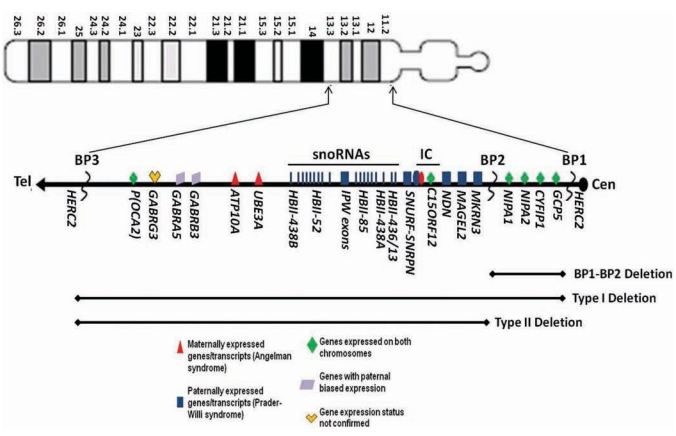 26.3 26.2 26.1 25 24.3 24.2 24.1 23 22.3 22.2 22.1 21.3 21.2 21.1 15.3 15.2 15.1 14 13.3 13.2 13.1 12 11.2
snoRNAs IC
BP3 BP2 BP1
Tel Cen
HERC2 P(OCA2) GABRG3 GABRA5 GABRB3 ATP10A UBE3A HBII-438B HBII-52 IPW exons HBII-85 HBII-438A HBII-436/13 SNURF-SNRPN C15ORF12 NDN MAGEL2 MKRN3 NIPA1 NIPA2 CYFIP1 GCP5 HERC2
BP1-BP2 Deletion
Type I Deletion
Type II Deletion
Maternally expressed
genes/transcripts (Angelman
syndrome)
Paternally expressed
genes/transcripts (Prader-
Willi syndrome)
Genes expressed on both
chromosomes
Genes with paternal
biased expression
Gene expression status
not confirmed